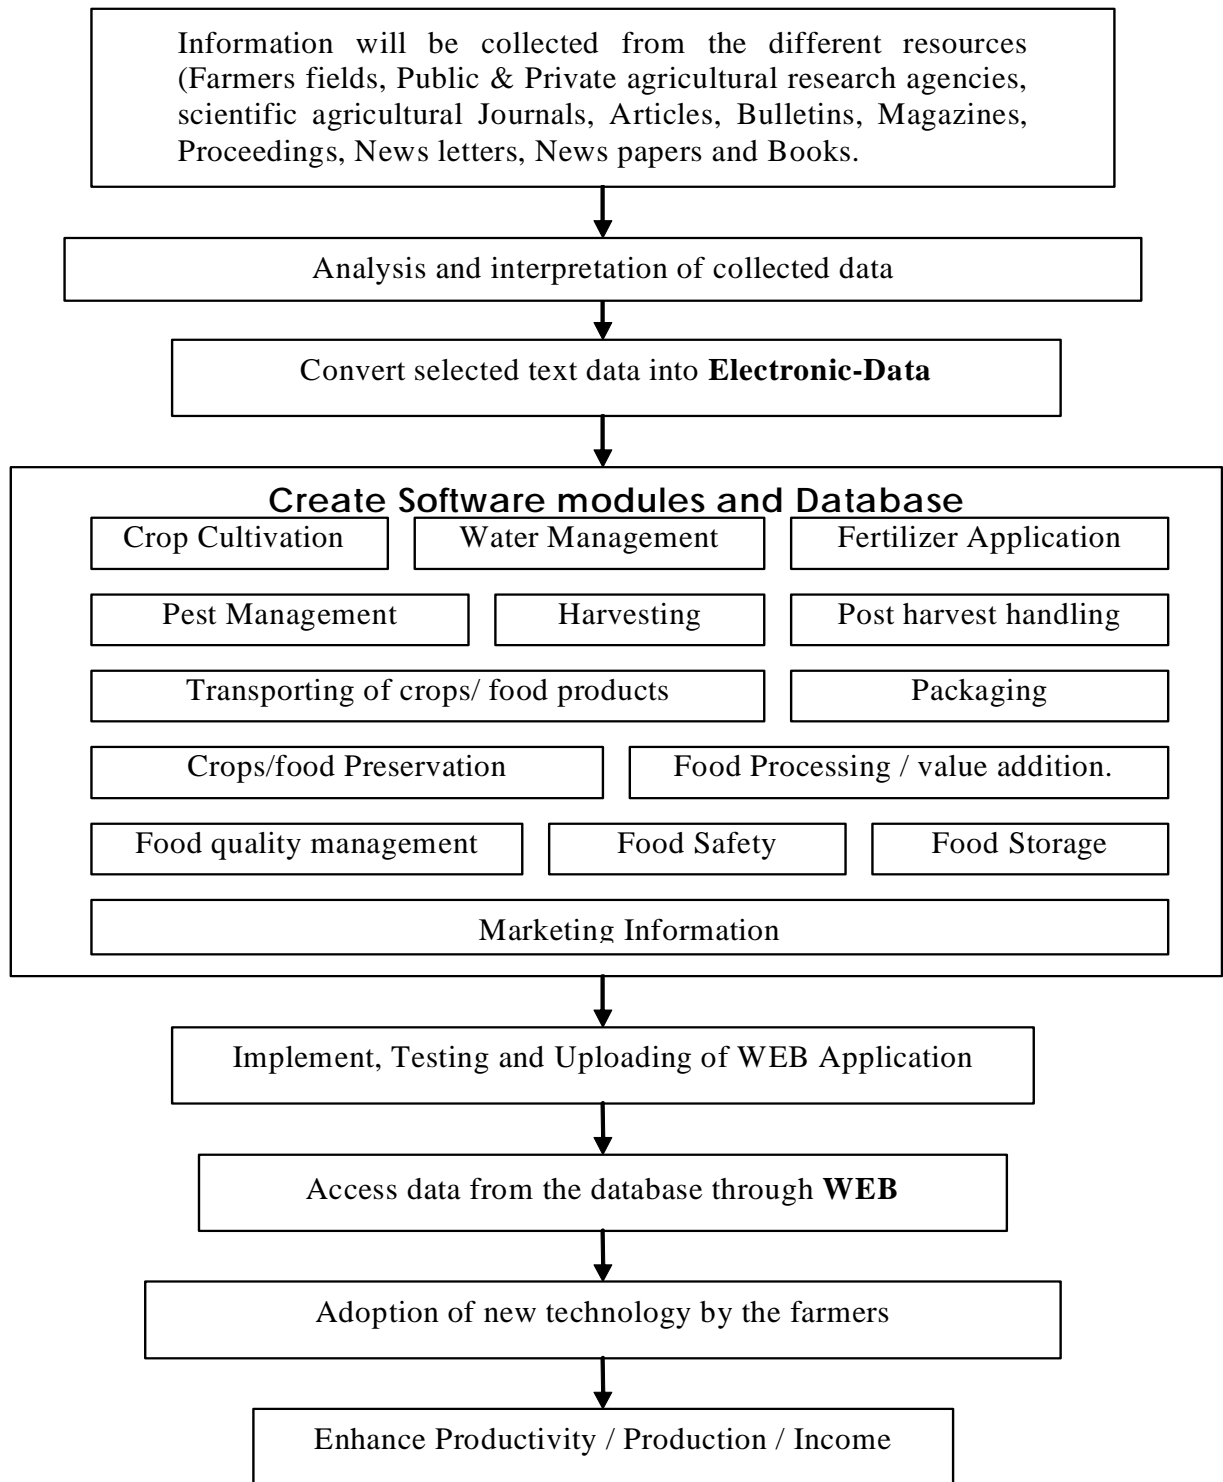 Information will be collected from the different resources
(Farmers fields, Public & Private agricultural research agencies,
scientific agricultural Journals, Articles, Bulletins, Magazines,
Proceedings, News letters, News papers and Books.
Analysis and interpretation of collected data
Convert selected text data into Electronic-Data
Create Software modules and Database
Crop Cultivation
Water Management
Fertilizer Application
Pest Management
Harvesting
Post harvest handling
Transporting of crops/ food products
Packaging
Crops/food Preservation
Food Processing / value addition.
Food quality management
Food Safety
Food Storage
Marketing Information
Implement, Testing and Uploading of WEB Application
Access data from the database through WEB
Adoption of new technology by the farmers
Enhance Productivity / Production / Income